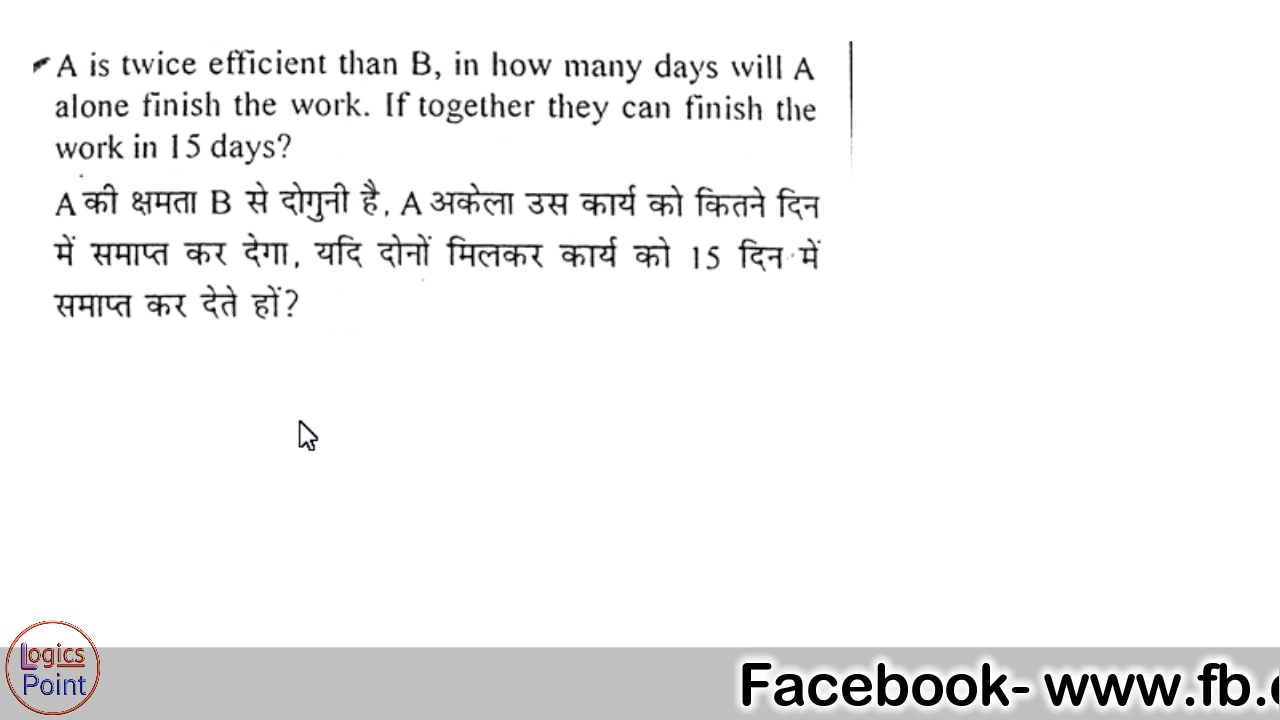 A is twice efficient than B, in how many days will A
alone finish the work. If together they can finish the
work in 15 days?
A की क्षमता B से दोगुनी है, A अकेला उस कार्य को कितने दिन
में समाप्त कर देगा, यदि दोनों मिलकर कार्य को 15 दिन में
समाप्त कर देते हों?
Logics
Point
Facebook- www.fb.